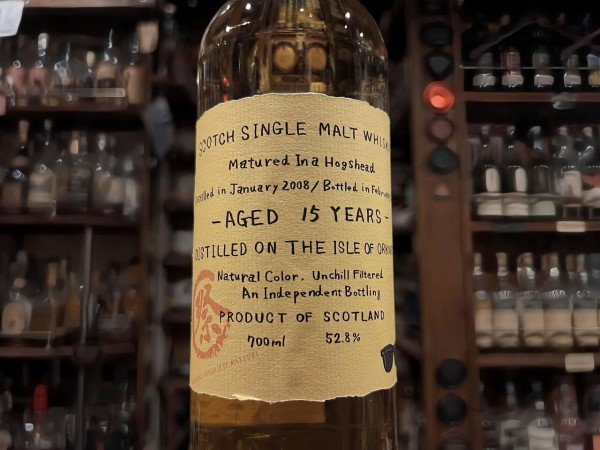 SCOTCH SINGLE MALT WHISK
Matured In a Hogshead
Distilled in January 2008/Bottled in Februa
-AGED 15 YEARS-
DISTILLED ON THE ISLE OF ORKN
Natural Color. Unchill Filtered
An Independent Bottling
PRODUCT OF SCOTLAND
700ml 52.8%